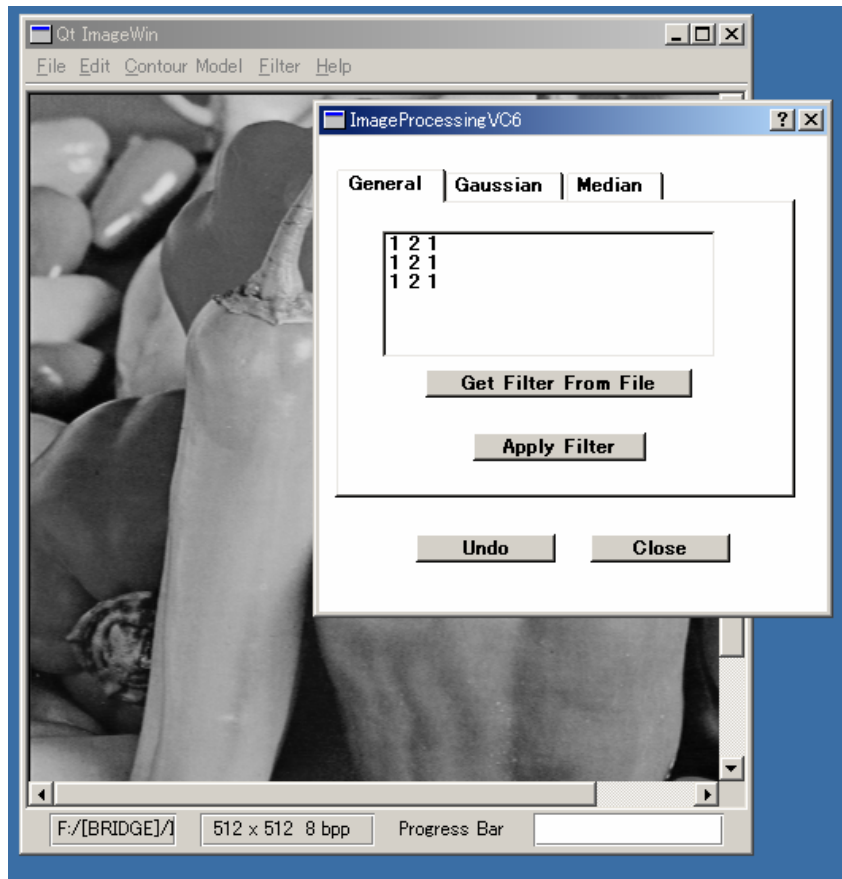 Qt ImageWin
File Edit Contour Model Filter Help
ImageProcessingVC6
General Gaussian Median
1 2 1
1 2 1
1 2 1
Get Filter From File
Apply Filter
Undo Close
F:/[BRIDGE]/1 512 x 512 8 bpp Progress Bar